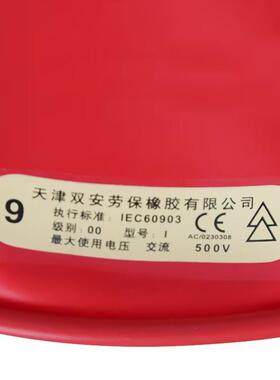 9
天津双安劳保橡胶有限公司
执行标准: IEC60903
级别: 00 型号: I
CE
AC/0230308
最大使用电压 交流 500V